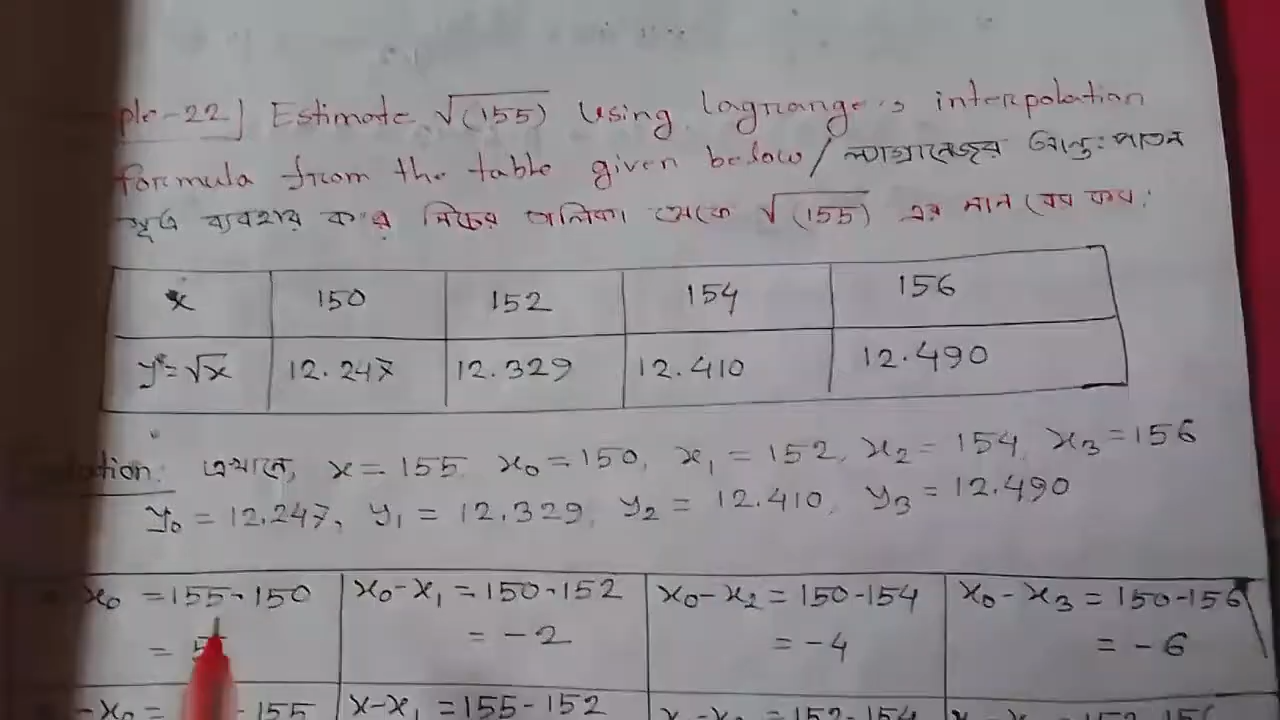 ple-22] Estimate √(155) Using Lagrange's interpolation
formula from the table given below/ল্যাগ্রাঞ্জের অন্তঃপাতন
সূত্র ব্যবহার করে নিচের তালিকা থেকে √(155) এর মান বের কর:
x 150 152 154 156
y=√x 12.247 12.329 12.410 12.490
ution: এখানে, x=155 x₀=150, x₁=152, x₂=154, x₃=156
y₀=12.247, y₁=12.329, y₂=12.410, y₃=12.490
x₀=155-150 x₀-x₁=150-152 x₀-x₂=150-154 x₀-x₃=150-156
=5 =-2 =-4 =-6
-x₀= -155 x-x₁=155-152